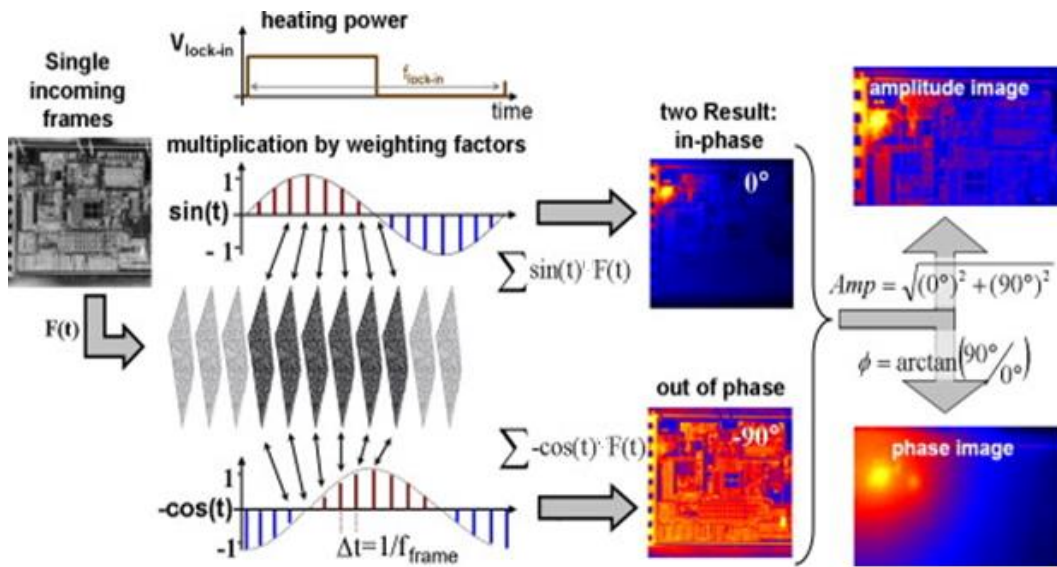 heating power
V_lock-in
f_lock-in
time
Single
incoming
frames
multiplication by weighting factors
1
sin(t)
- 1
F(t)
1
-cos(t)
-1
Δt=1/f_frame
∑ sin(t)· F(t)
∑ -cos(t)· F(t)
two Result:
in-phase
0°
out of phase
-90°
amplitude image
Amp = √(0°)² + (90°)²
ϕ = arctan(90°/0°)
phase image